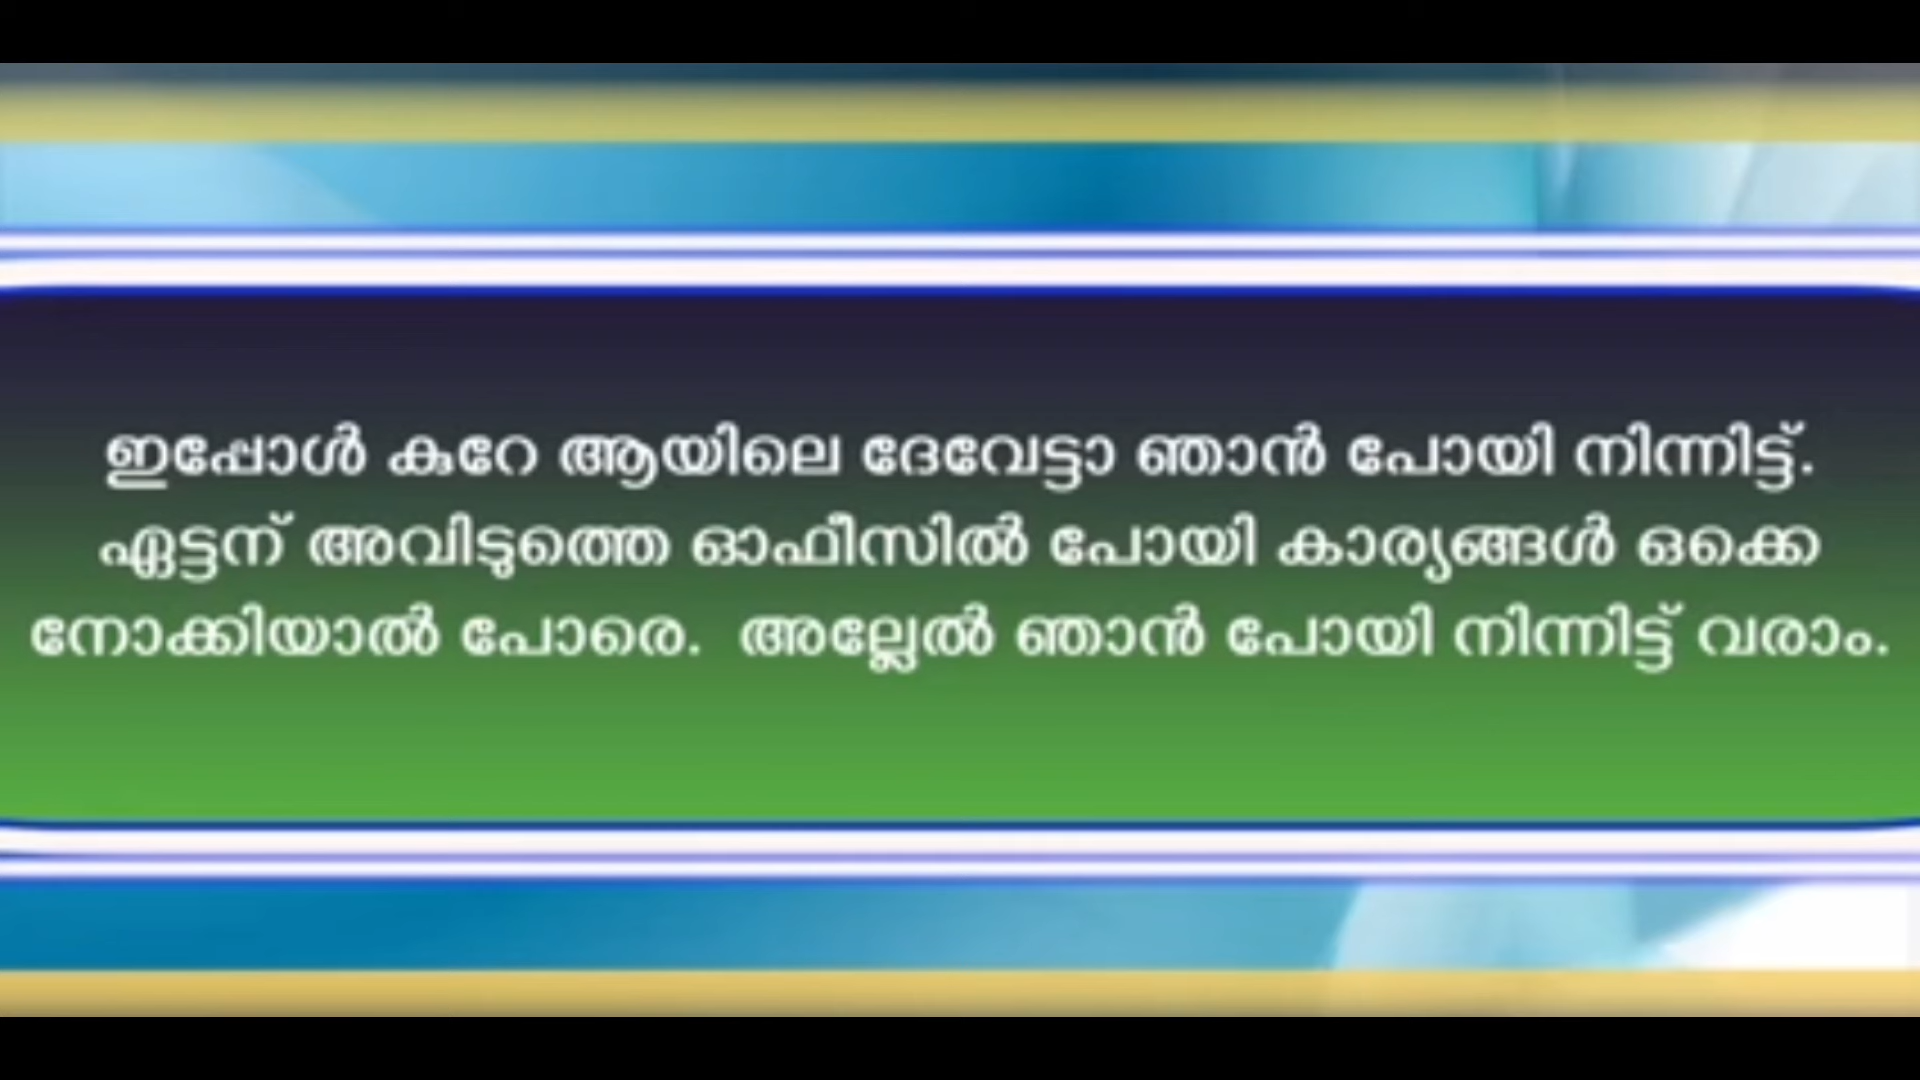 ഇപ്പോൾ കുറേ ആയിലെ ദേവേട്ടാ ഞാൻ പോയി നിന്നിട്ട്.
ഏട്ടന് അവിടുത്തെ ഓഫീസിൽ പോയി കാര്യങ്ങൾ ഒക്കെ
നോക്കിയാൽ പോരെ. അല്ലേൽ ഞാൻ പോയി നിന്നിട്ട് വരാം.